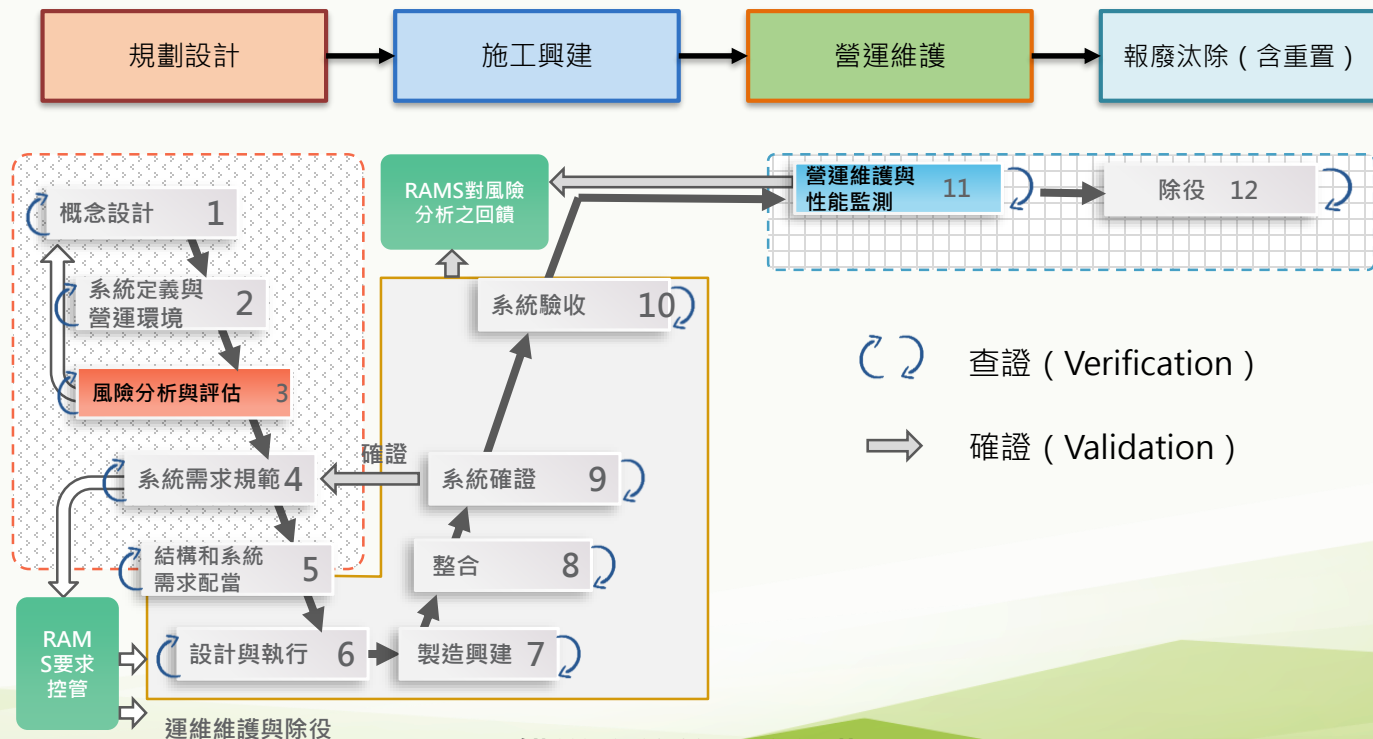 規劃設計
施工興建
營運維護
報廢汰除（含重置）
概念設計 1
系統定義與
營運環境 2
風險分析與評估 3
系統需求規範 4
結構和系統
需求配當 5
RAM
S要求
控管
設計與執行 6
製造興建 7
整合 8
系統確證 9
確證
系統驗收 10
RAMS對風險
分析之回饋
營運維護與
性能監測 11
除役 12
查證（Verification）
確證（Validation）
運維維護與除役